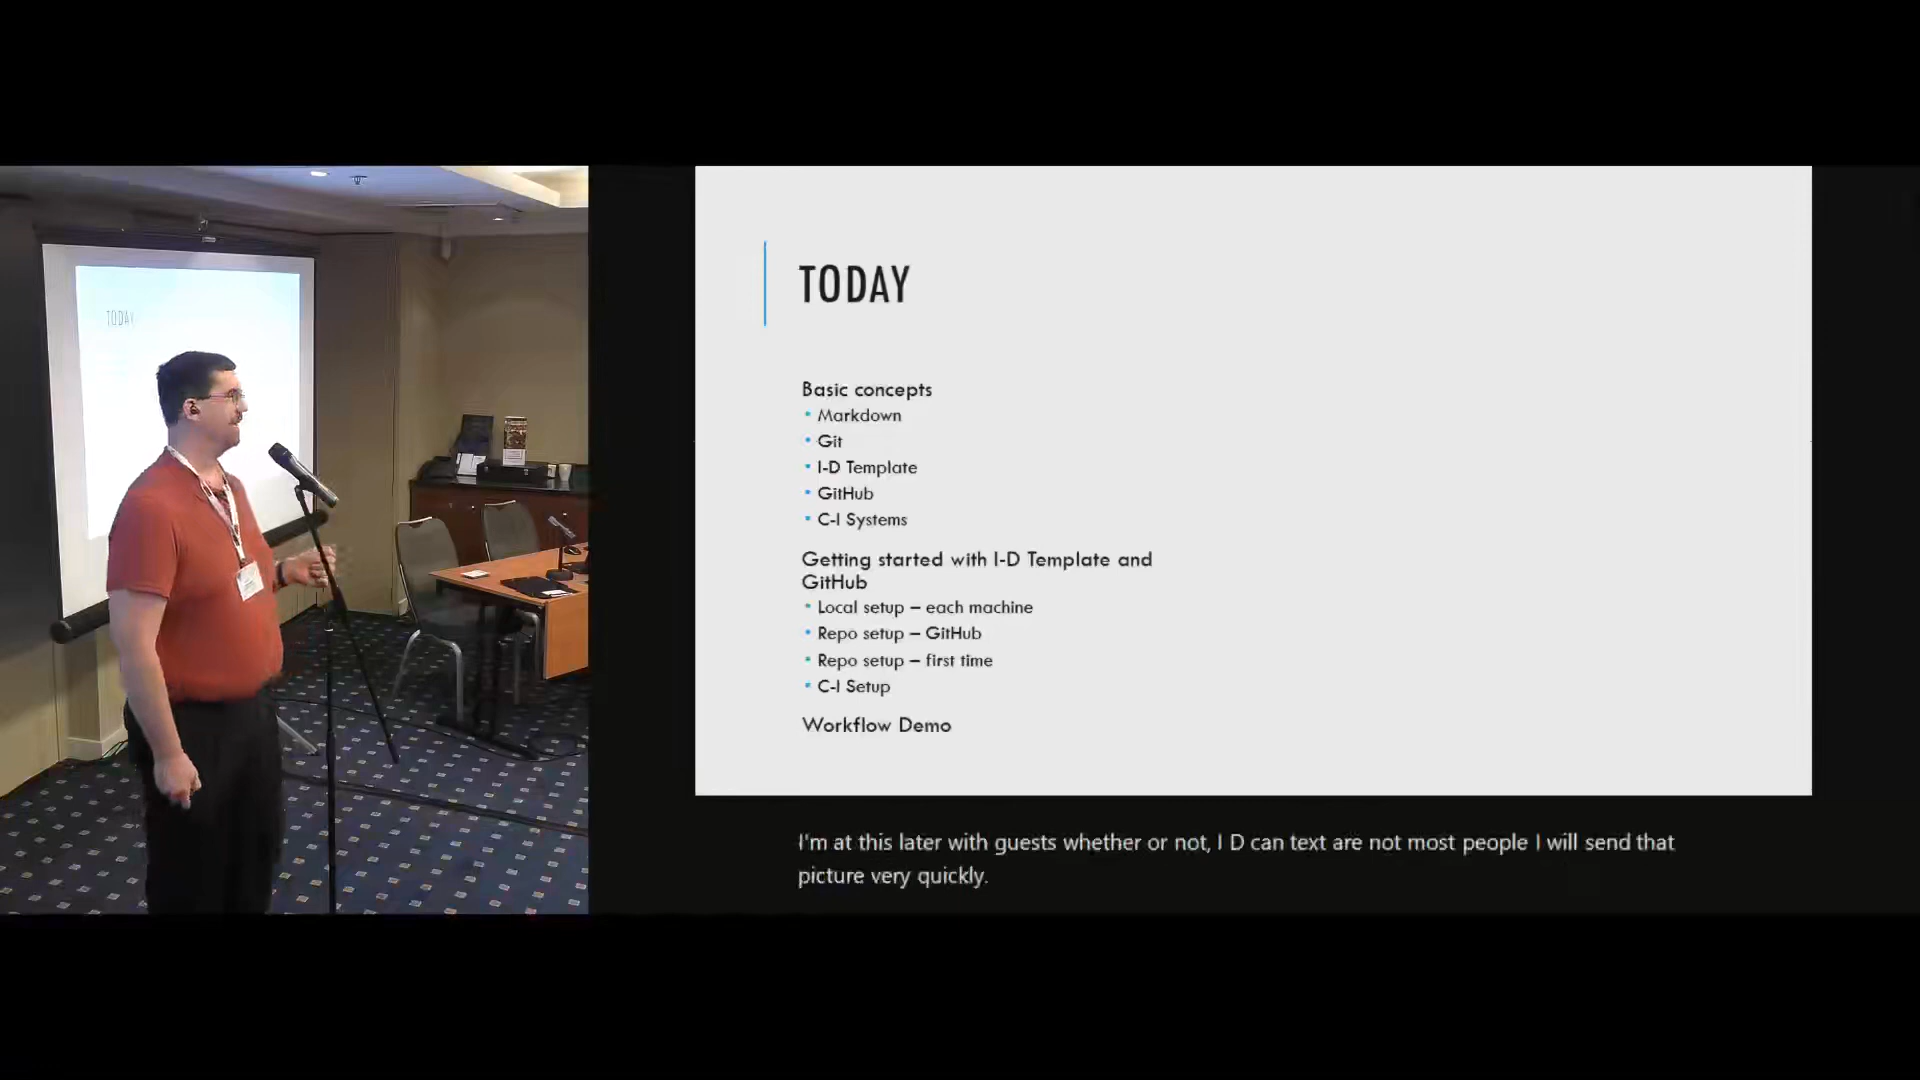 TODAY
TODAY
Basic concepts
• Markdown
• Git
• I-D Template
• GitHub
• C-I Systems
Getting started with I-D Template and
GitHub
• Local setup – each machine
• Repo setup – GitHub
• Repo setup – first time
• C-I Setup
Workflow Demo
I'm at this later with guests whether or not, I D can text are not most people I will send that
picture very quickly.